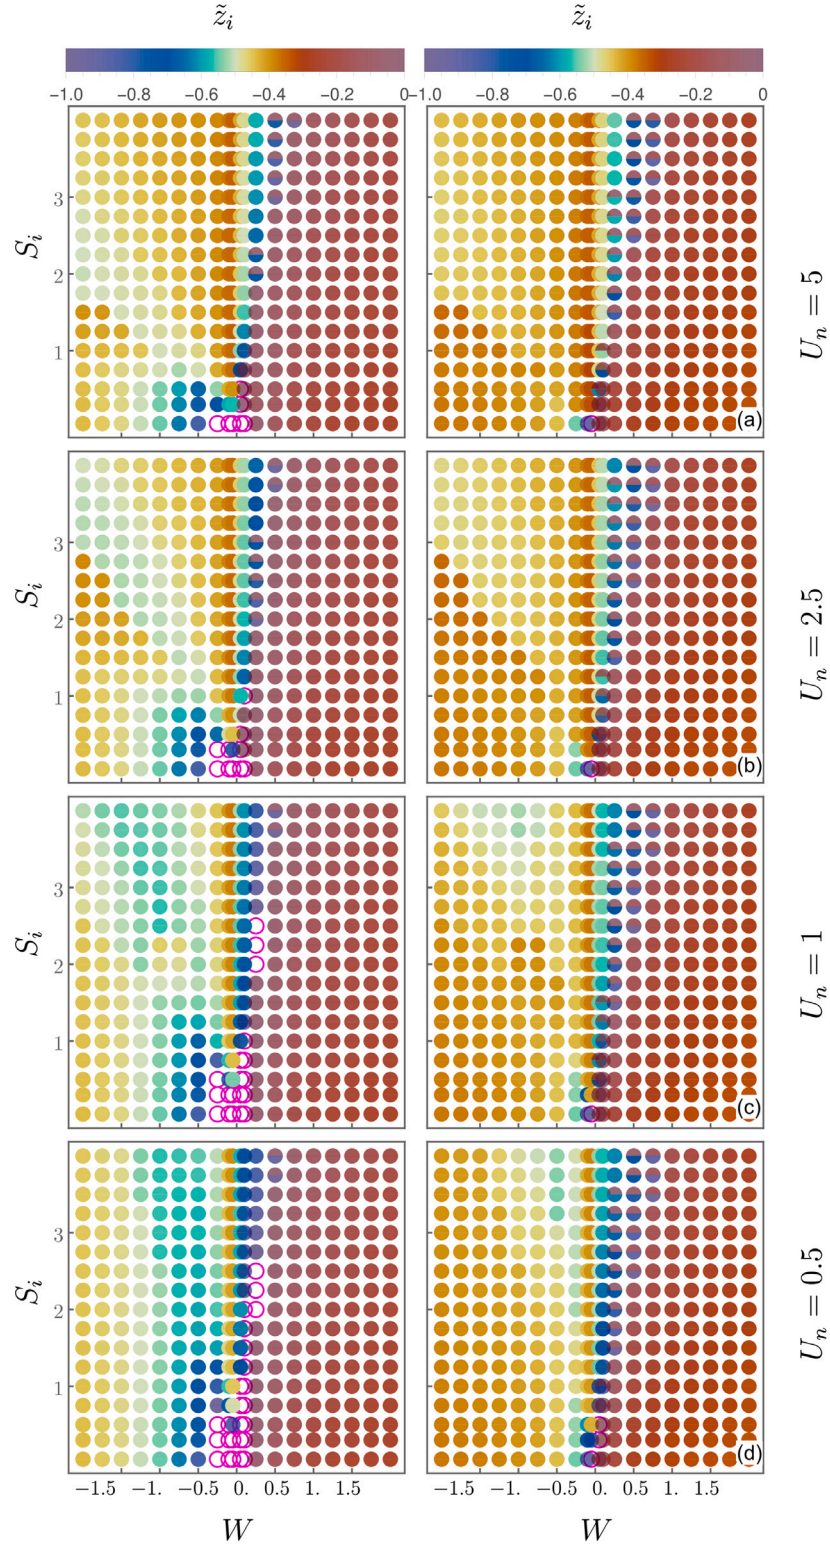 z̃ᵢ z̃ᵢ
−1.0 −0.8 −0.6 −0.4 −0.2 0 −1.0 −0.8 −0.6 −0.4 −0.2 0
Sᵢ
3
2
1
(a)
Uₙ = 5
Sᵢ
3
2
1
(b)
Uₙ = 2.5
Sᵢ
3
2
1
(c)
Uₙ = 1
Sᵢ
3
2
1
(d)
Uₙ = 0.5
−1.5 −1. −0.5 0. 0.5 1. 1.5 −1.5 −1. −0.5 0. 0.5 1. 1.5
W W